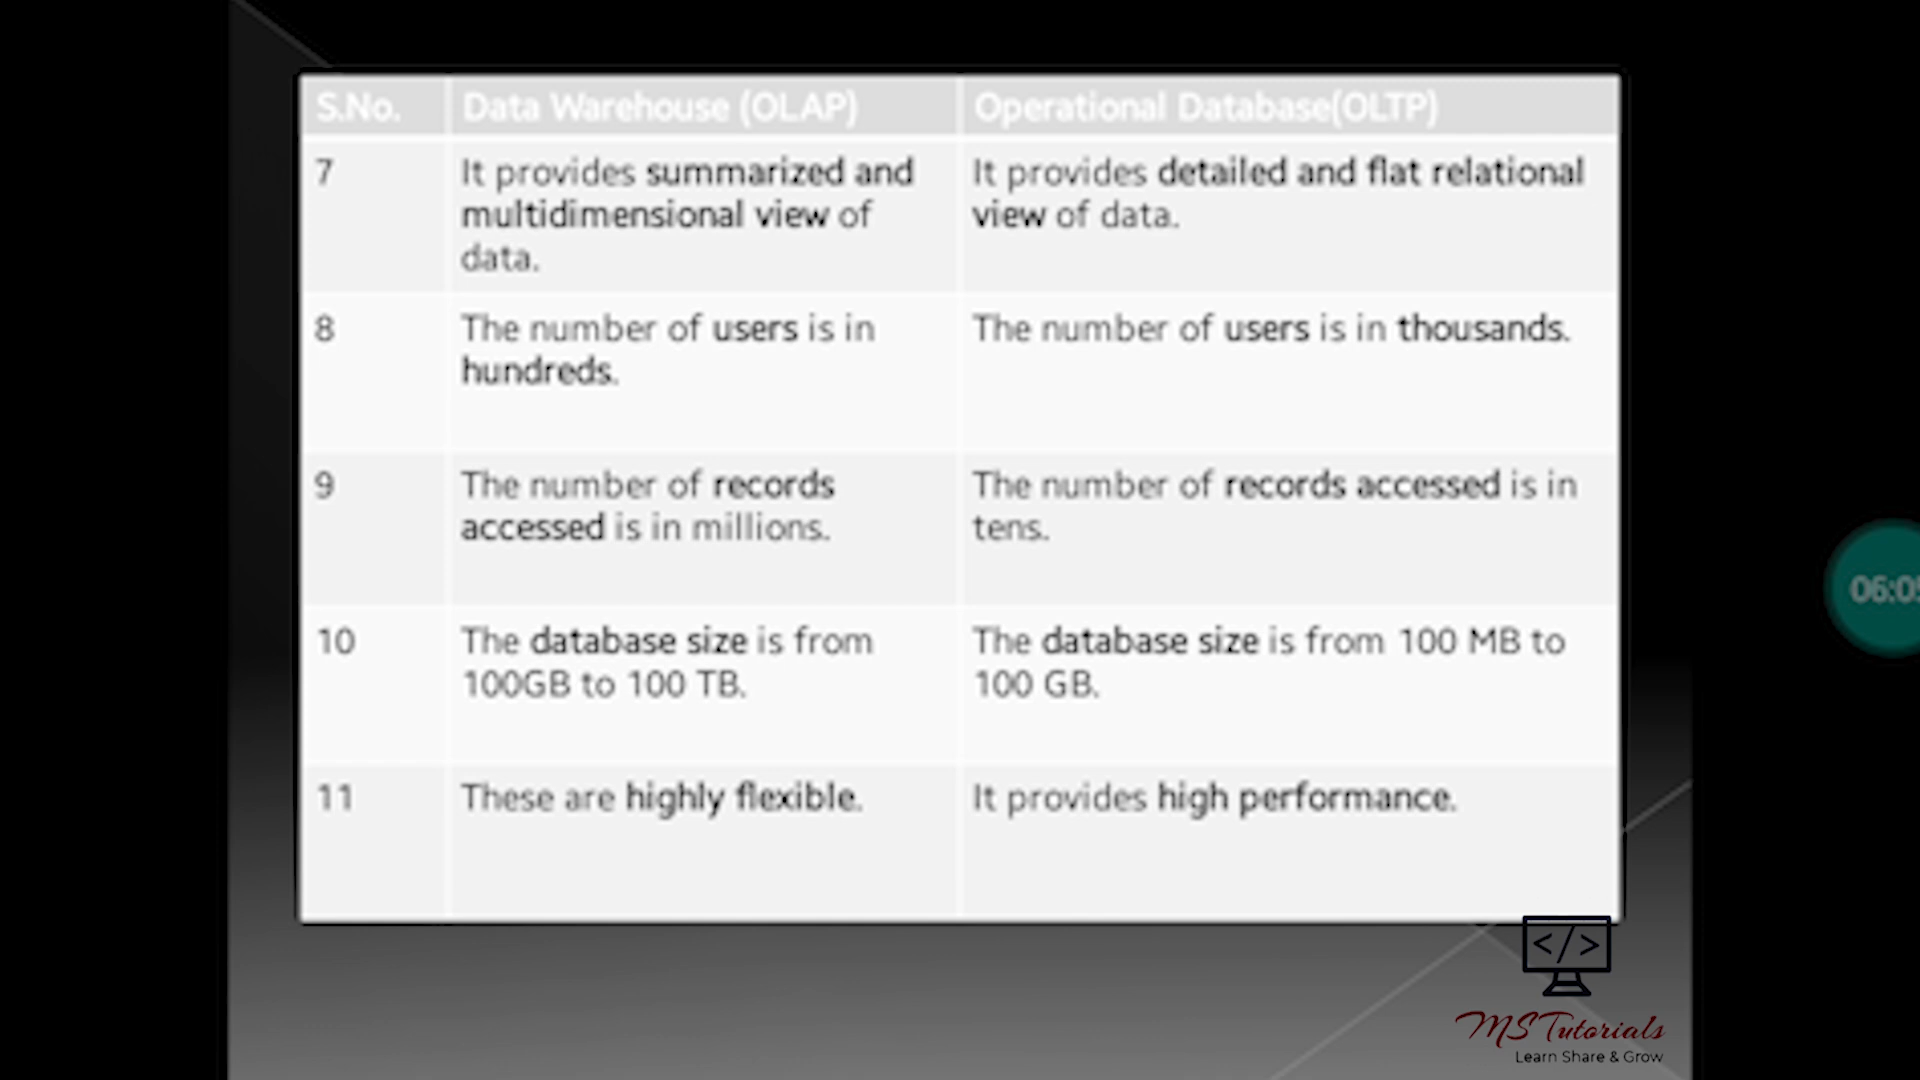 S.No. Data Warehouse (OLAP) Operational Database(OLTP)
7 It provides summarized and It provides detailed and flat relational
multidimensional view of view of data.
data.
8 The number of users is in The number of users is in thousands.
hundreds.
9 The number of records The number of records accessed is in
accessed is in millions. tens.
10 The database size is from The database size is from 100 MB to
100GB to 100 TB. 100 GB.
11 These are highly flexible. It provides high performance.
</>
MS Tutorials
Learn Share & Grow